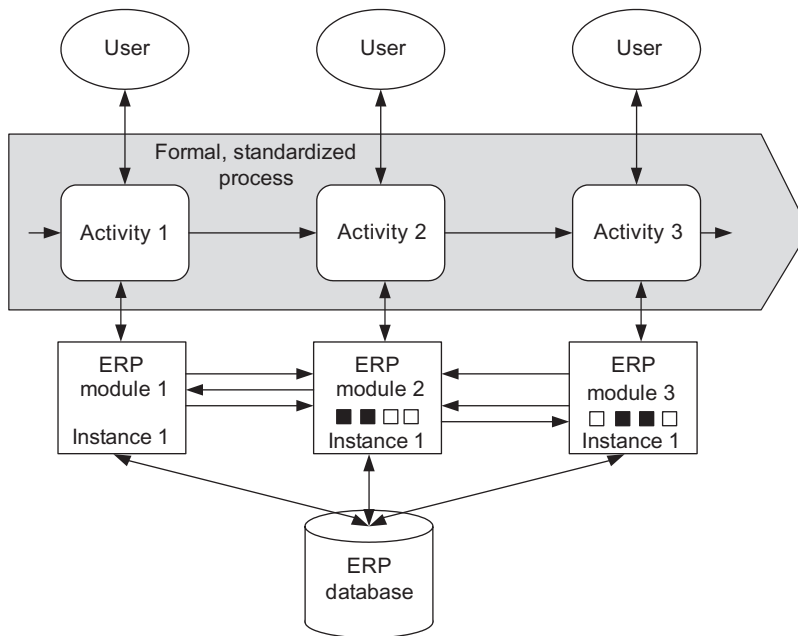 User
User
User
Formal, standardized
process
Activity 1
Activity 2
Activity 3
ERP
module 1
Instance 1
ERP
module 2
Instance 1
ERP
module 3
Instance 1
ERP
database